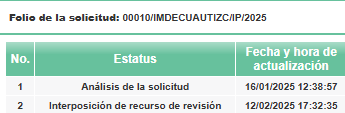 Folio de la solicitud: 00010/IMDECUAUTIZC/IP/2025
No. Estatus Fecha y hora de actualización
1 Análisis de la solicitud 16/01/2025 12:38:57
2 Interposición de recurso de revisión 12/02/2025 17:32:35